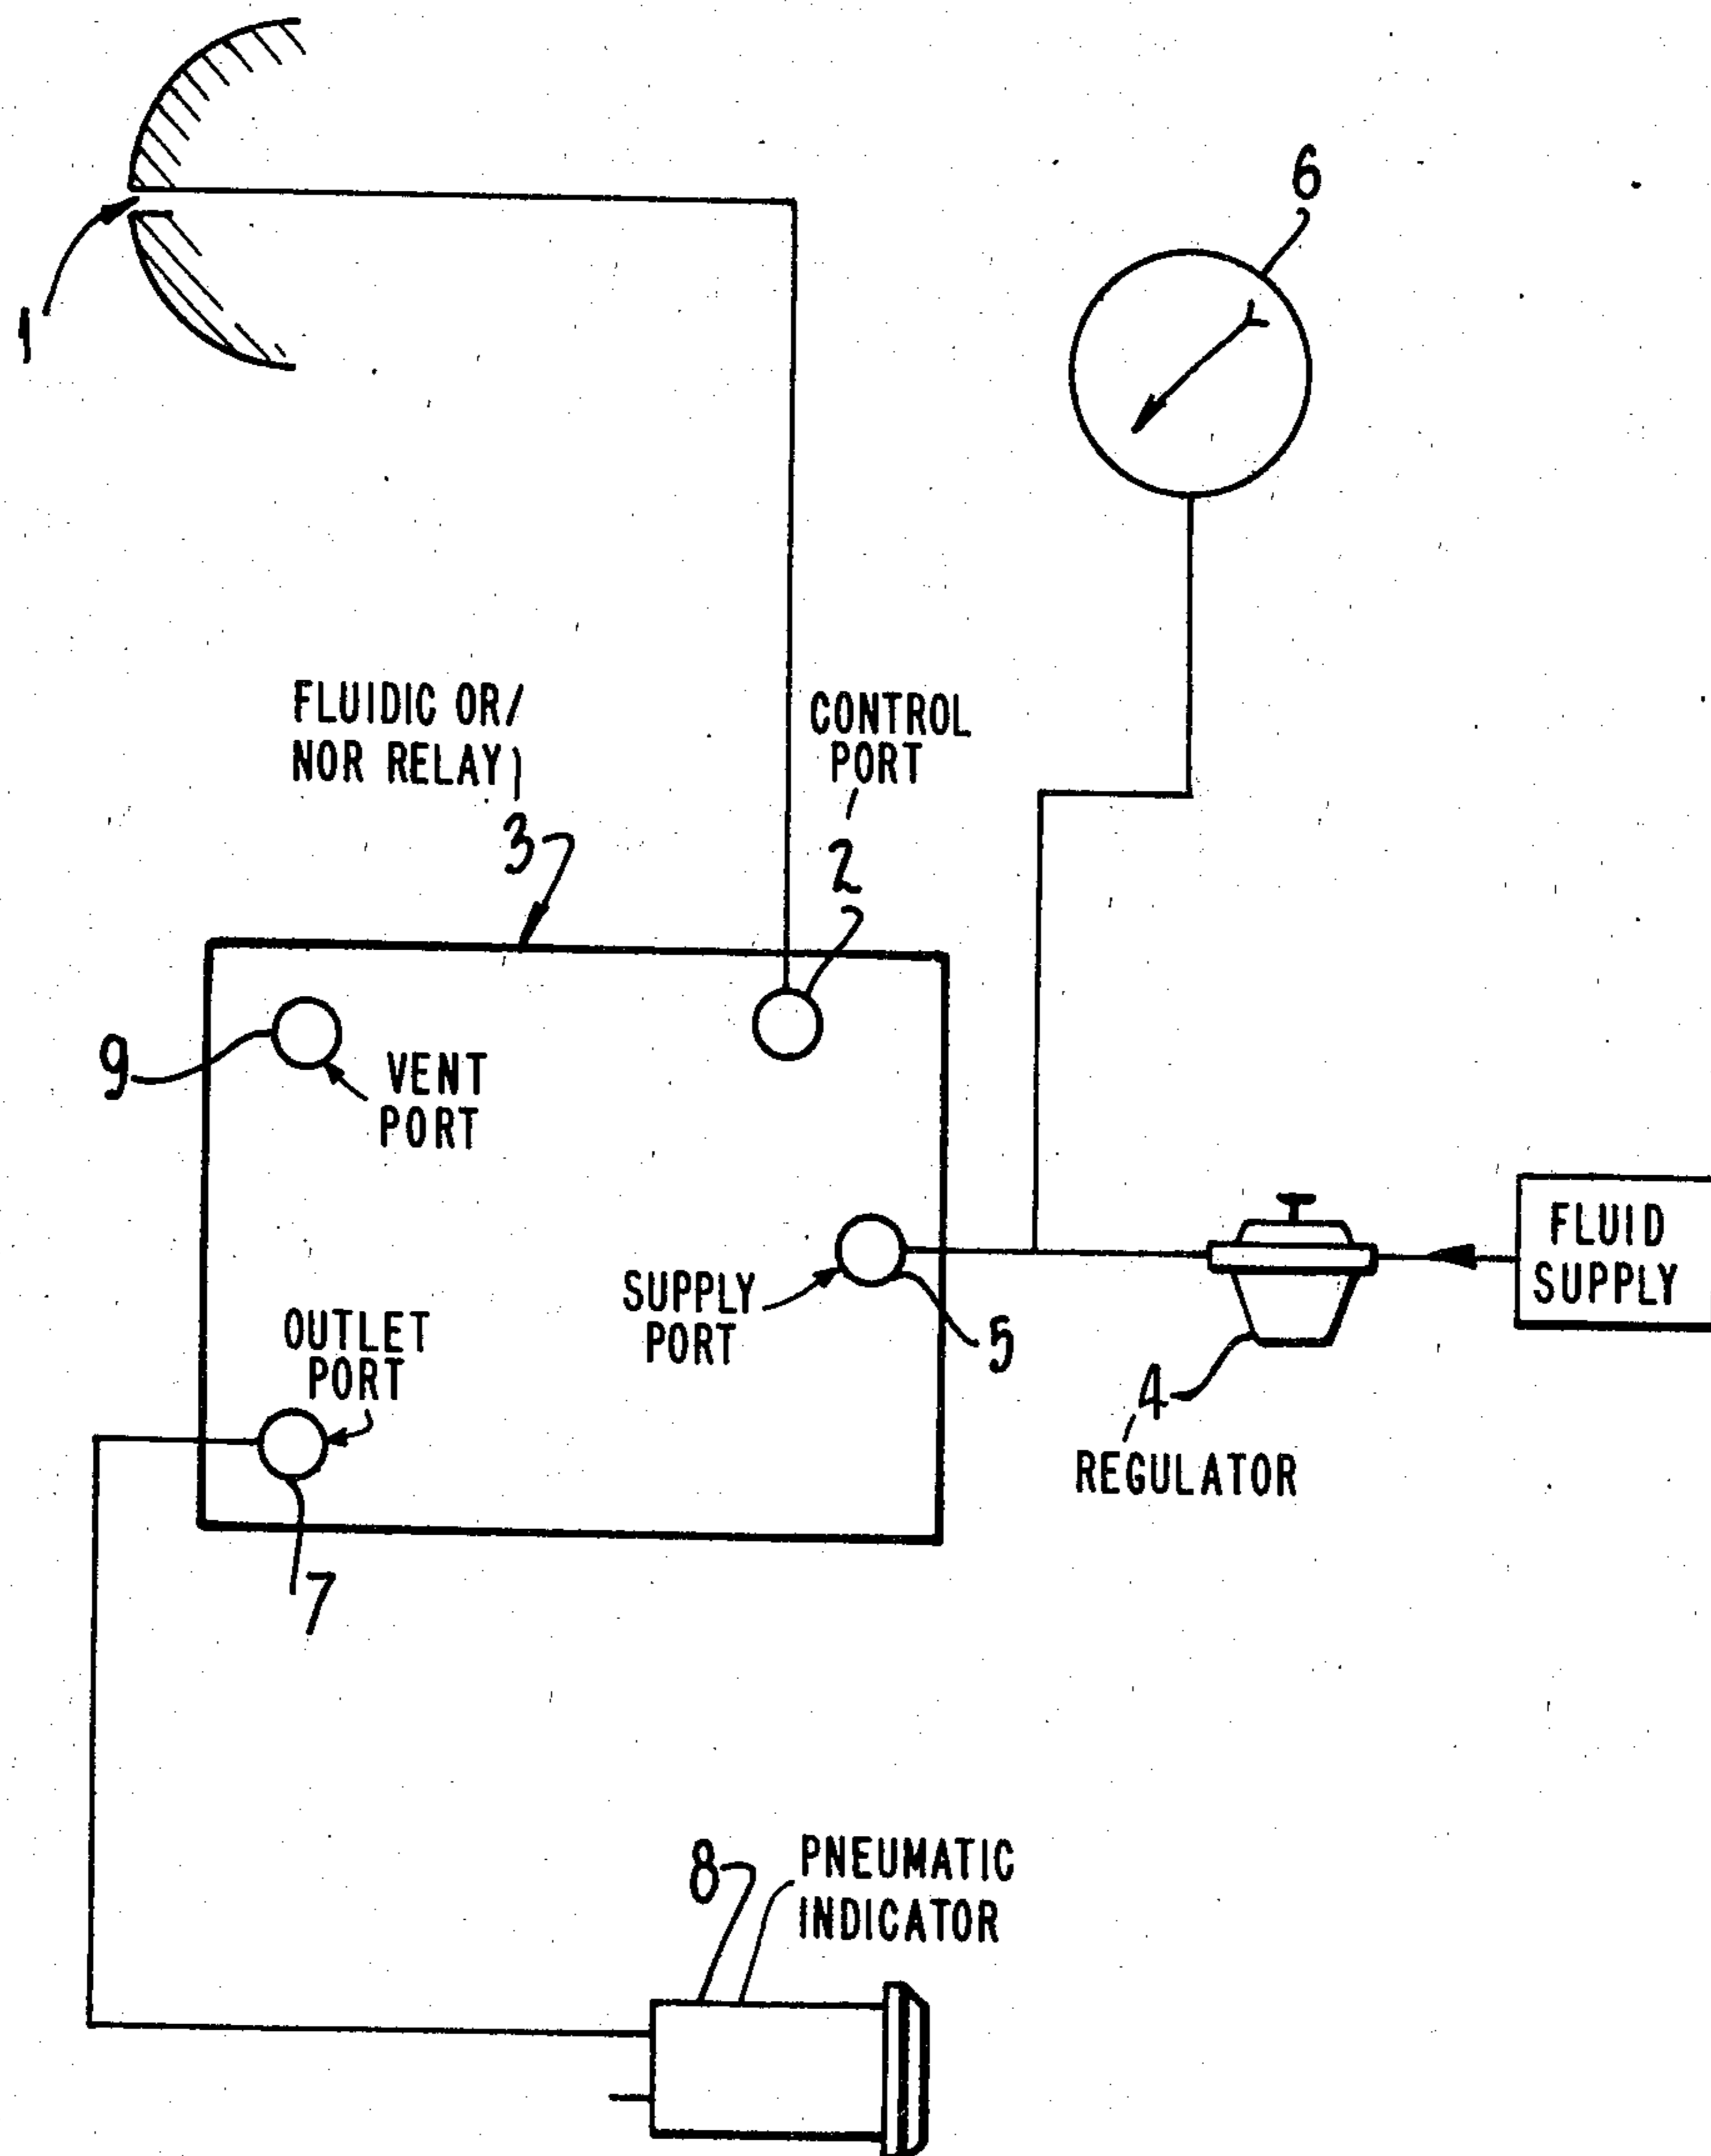 6
1
FLUIDIC OR/
NOR RELAY
3
CONTROL
PORT
2
9
VENT
PORT
SUPPLY
PORT
5
FLUID
SUPPLY
OUTLET
PORT
4
REGULATOR
7
8
PNEUMATIC
INDICATOR